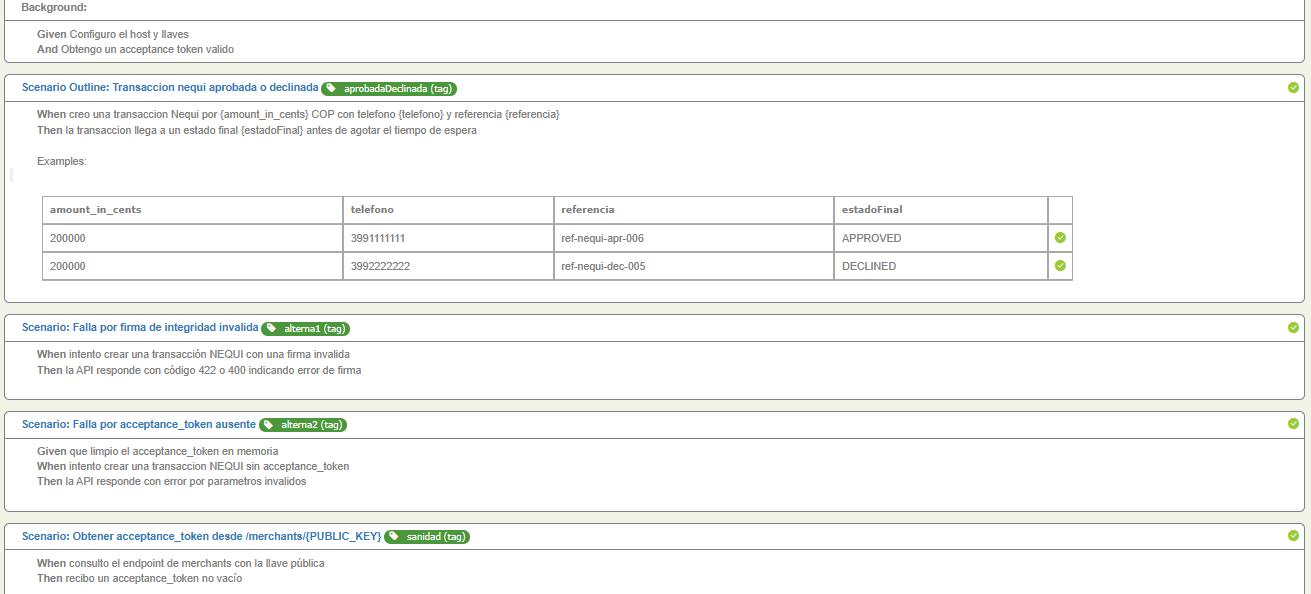 Background:
Given Configuro el host y llaves
And Obtengo un acceptance token valido
Scenario Outline: Transaccion nequi aprobada o declinada aprobadaDeclinada (tag)
When creo una transaccion Nequi por {amount_in_cents} COP con telefono {telefono} y referencia {referencia}
Then la transaccion llega a un estado final {estadoFinal} antes de agotar el tiempo de espera
Examples:
amount_in_cents telefono referencia estadoFinal
200000 3991111111 ref-nequi-apr-006 APPROVED
200000 3992222222 ref-nequi-dec-005 DECLINED
Scenario: Falla por firma de integridad invalida alterna1 (tag)
When intento crear una transacción NEQUI con una firma invalida
Then la API responde con código 422 o 400 indicando error de firma
Scenario: Falla por acceptance_token ausente alterna2 (tag)
Given que limpio el acceptance_token en memoria
When intento crear una transaccion NEQUI sin acceptance_token
Then la API responde con error por parametros invalidos
Scenario: Obtener acceptance_token desde /merchants/{PUBLIC_KEY} sanidad (tag)
When consulto el endpoint de merchants con la llave pública
Then recibo un acceptance_token no vacío